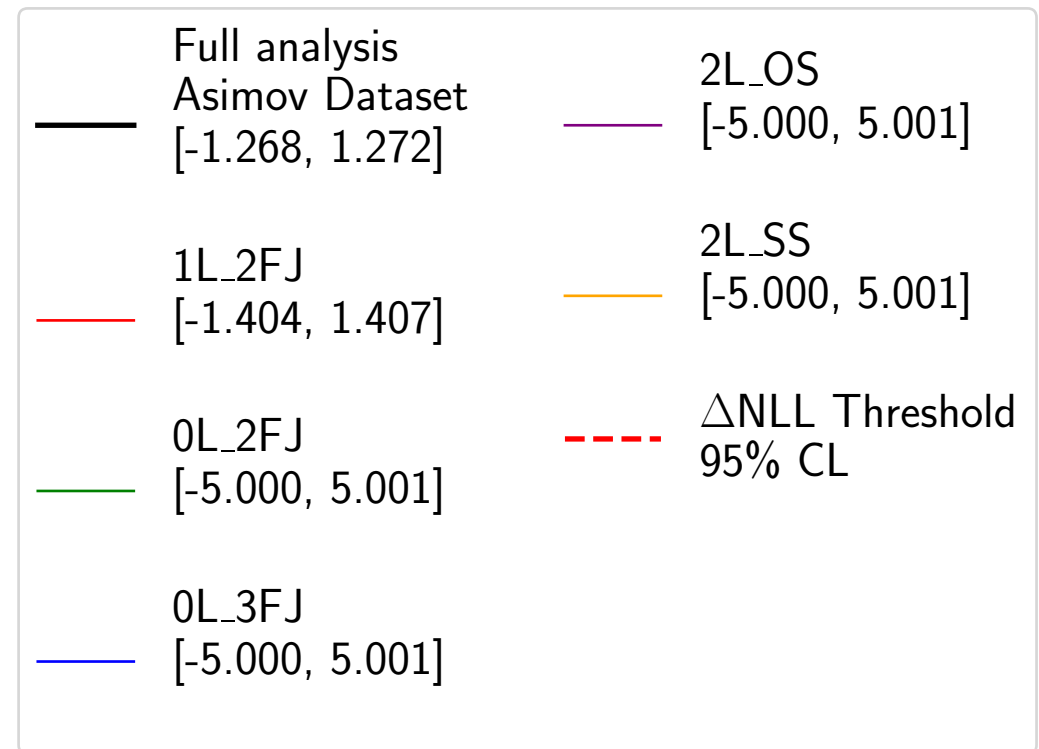 Full analysis
Asimov Dataset
[-1.268, 1.272]
1L_2FJ
[-1.404, 1.407]
0L_2FJ
[-5.000, 5.001]
0L_3FJ
[-5.000, 5.001]
2L_OS
[-5.000, 5.001]
2L_SS
[-5.000, 5.001]
ΔNLL Threshold
95% CL